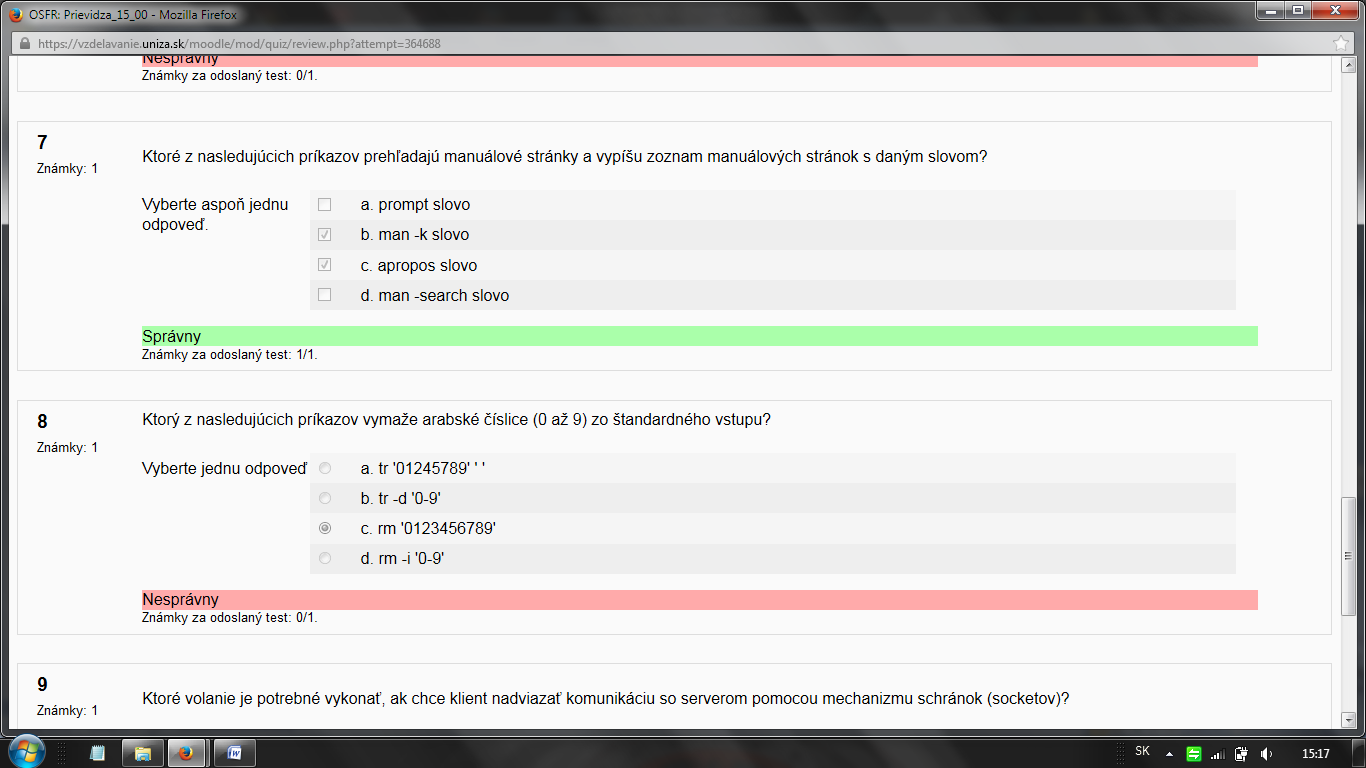 OSFR: Prievidza_15_00 - Mozilla Firefox
https://vzdelavanie.uniza.sk/moodle/mod/quiz/review.php?attempt=364688
Nesprávny
Známky za odoslaný test: 0/1.
7
Známky: 1
Ktoré z nasledujúcich príkazov prehľadajú manuálové stránky a vypíšu zoznam manuálových stránok s daným slovom?
Vyberte aspoň jednu
odpoveď.
a. prompt slovo
b. man -k slovo
c. apropos slovo
d. man -search slovo
Správny
Známky za odoslaný test: 1/1.
8
Známky: 1
Ktorý z nasledujúcich príkazov vymaže arabské číslice (0 až 9) zo štandardného vstupu?
Vyberte jednu odpoveď
a. tr '01245789' ' '
b. tr -d '0-9'
c. rm '0123456789'
d. rm -i '0-9'
Nesprávny
Známky za odoslaný test: 0/1.
9
Známky: 1
Ktoré volanie je potrebné vykonať, ak chce klient nadviazať komunikáciu so serverom pomocou mechanizmu schránok (socketov)?
SK
15:17